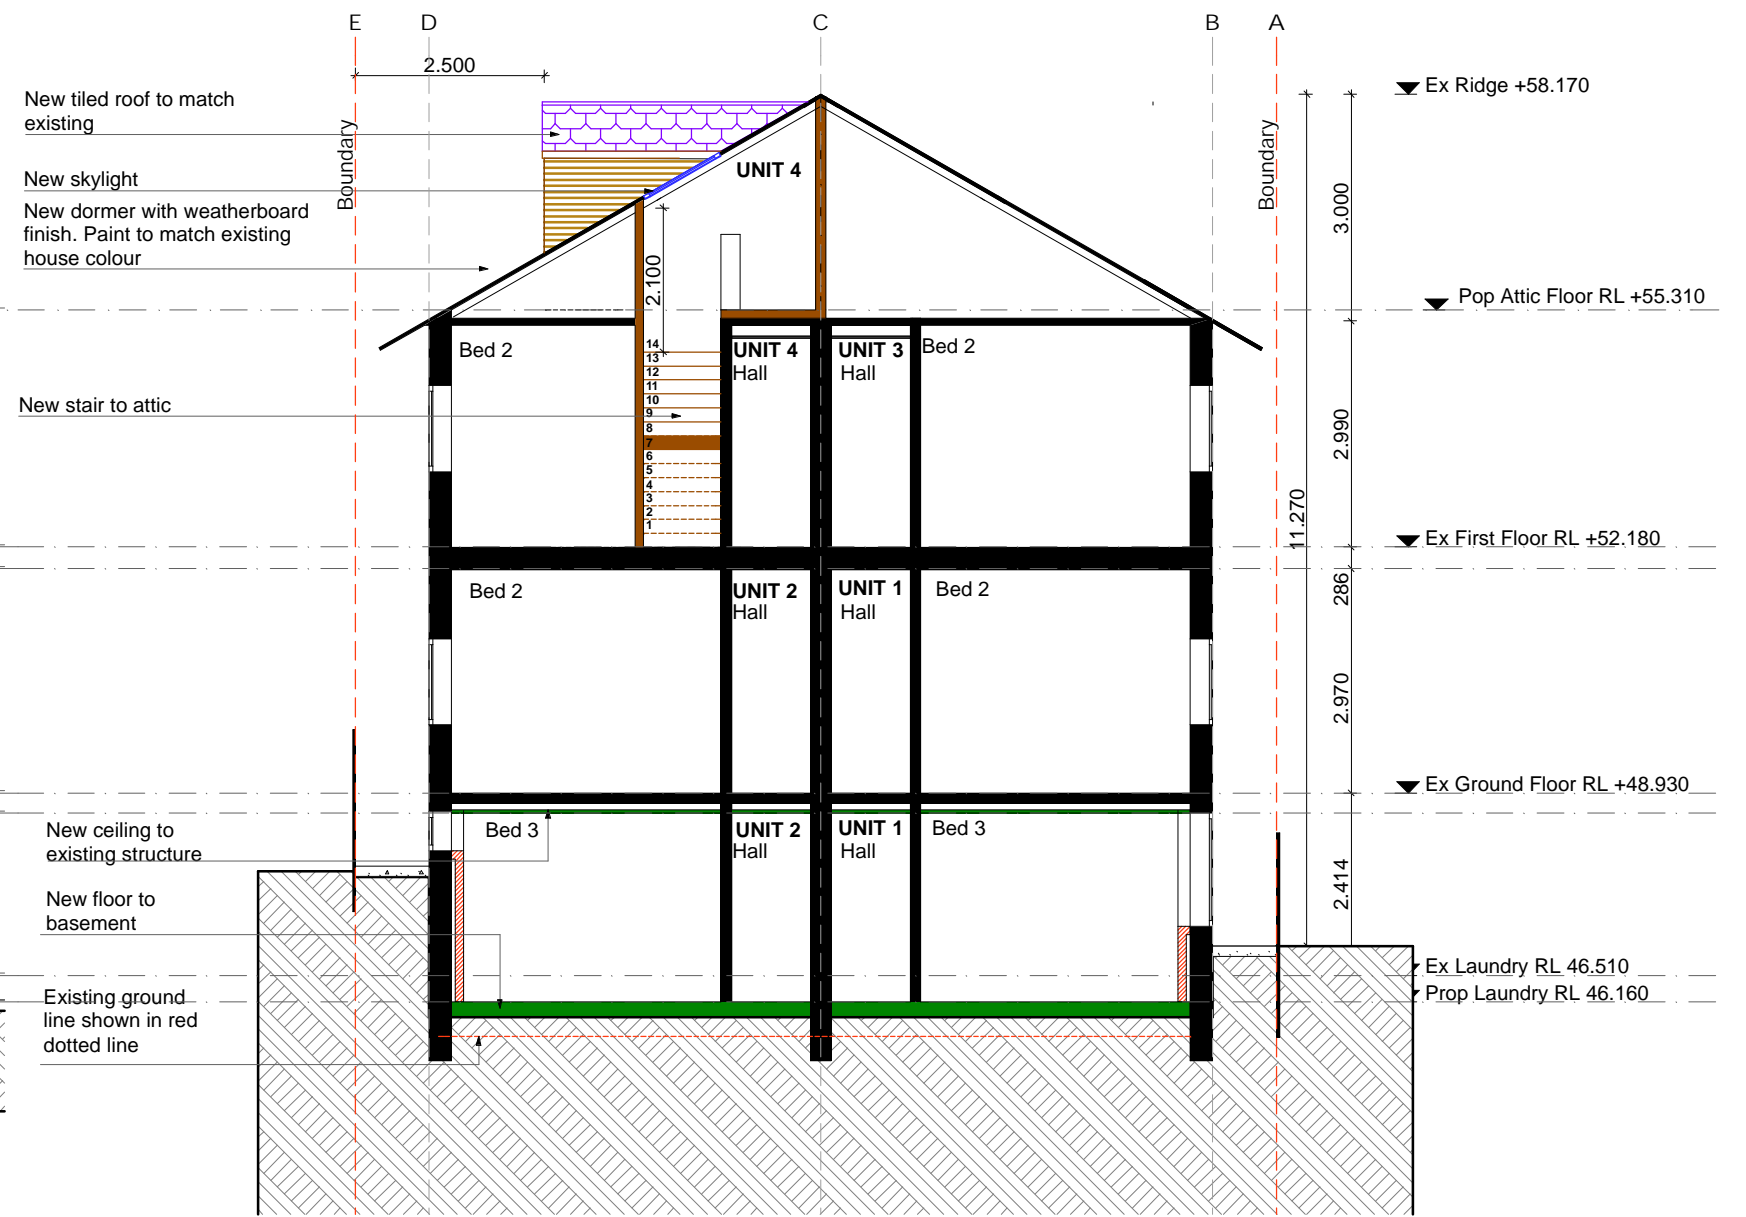 E D C B A
2.500
New tiled roof to match
existing
Boundary
New skylight
New dormer with weatherboard
finish. Paint to match existing
house colour
UNIT 4
2.100
Boundary
Ex Ridge +58.170
3.000
Pop Attic Floor RL +55.310
Bed 2
14
13
12
11
10
9
8
7
6
5
4
3
2
1
UNIT 4
Hall
UNIT 3
Hall
Bed 2
New stair to attic
2.990
11.270
Ex First Floor RL +52.180
286
Bed 2
UNIT 2
Hall
UNIT 1
Hall
Bed 2
2.970
Ex Ground Floor RL +48.930
New ceiling to
existing structure
Bed 3
UNIT 2
Hall
UNIT 1
Hall
Bed 3
2.414
New floor to
basement
Ex Laundry RL 46.510
Prop Laundry RL 46.160
Existing ground
line shown in red
dotted line